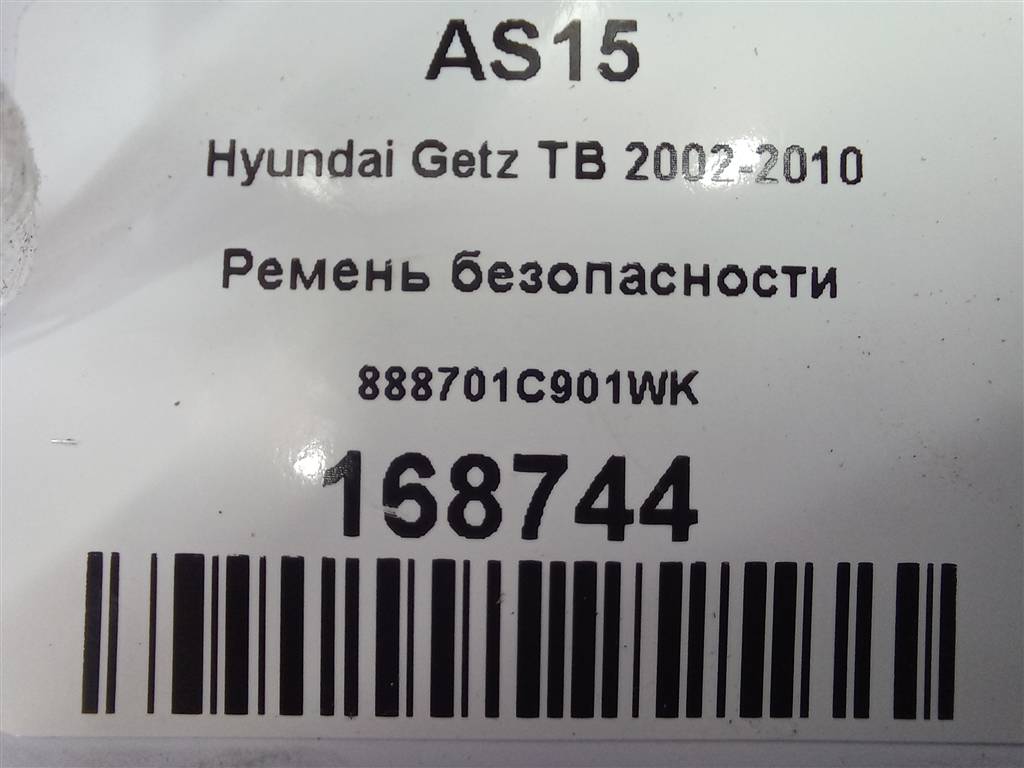 AS15
Hyundai Getz TB 2002-2010
Ремень безопасности
888701C901WK
168744